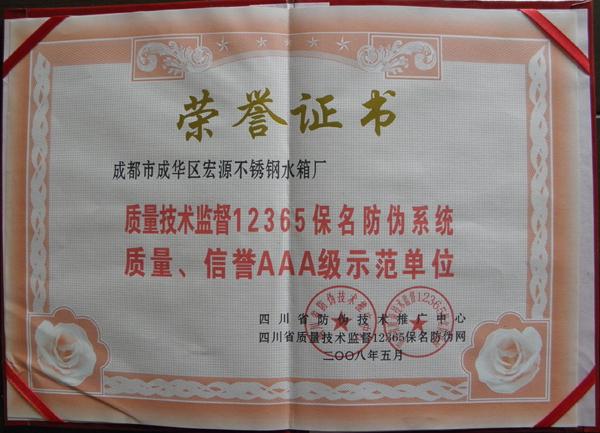 荣誉证书
成都市成华区宏源不锈钢水箱厂
质量技术监督12365保名防伪系统
质量、信誉AAA级示范单位
四川省防伪技术推广中心
四川省质量技术监督12365保名防伪网
二〇〇八年五月